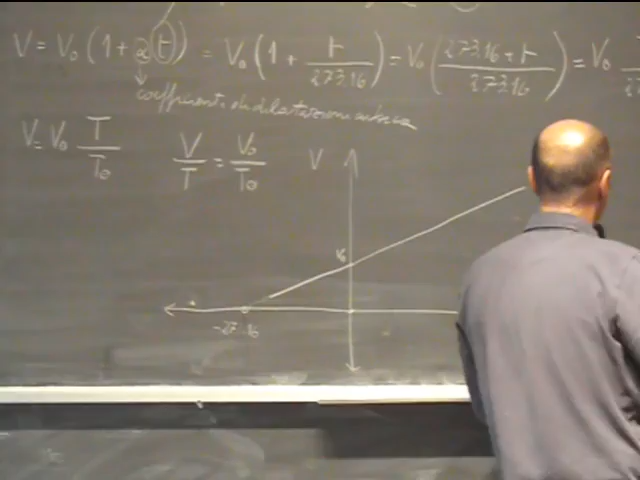 V = V₀ (1 + α t) = V₀ (1 + t/273.16) = V₀ (273.16 + t / 273.16) = V₀ T
coefficiente di dilatazione cubica
V = V₀ T/T₀ V/T = V₀/T₀ V
V₀
-273.16